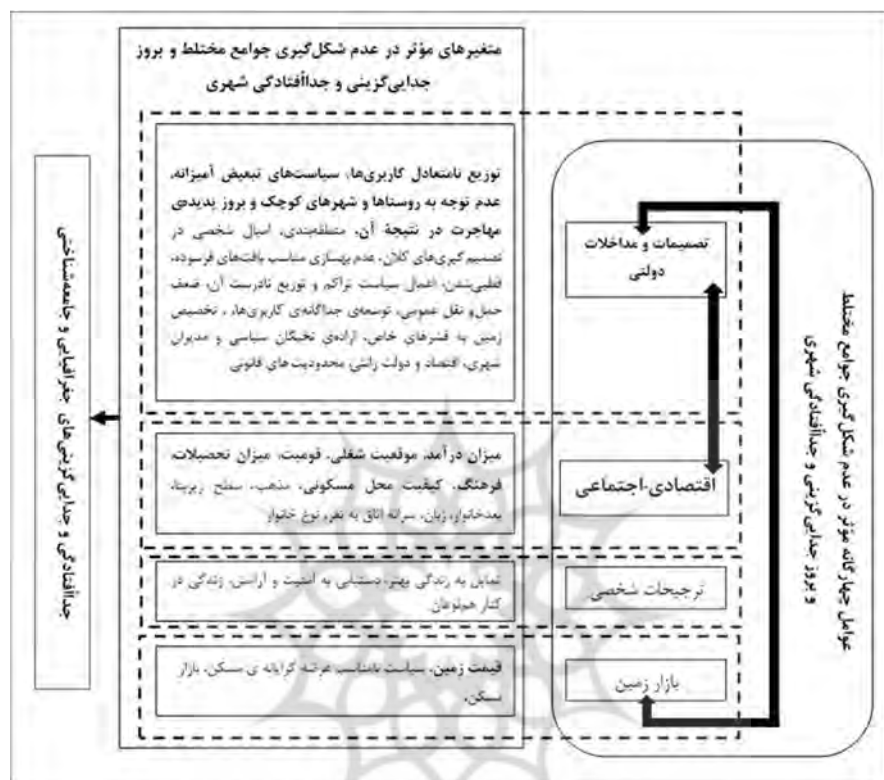 عوامل چهارگانه مؤثر در عدم شکل‌گیری جوامع مختلط
و بروز جدایی‌گزینی و جداافتادگی شهری
تصمیمات و مداخلات
دولتی
اقتصادی-اجتماعی
ترجیحات شخصی
بازار زمین
متغیرهای مؤثر در عدم شکل‌گیری جوامع مختلط و بروز
جدایی‌گزینی و جداافتادگی شهری
توزیع نامتعادل کاربری‌ها، سیاست‌های تبعیض آمیزانه،
عدم توجه به روستاها و شهرهای کوچک و بروز پدیده‌ی
مهاجرت در نتیجهٔ آن، منطقه‌بندی، امیال شخصی در
تصمیم گیری‌های کلان، عدم بهسازی مناسب بافت‌های فرسوده،
قطبی‌شدن، اعمال سیاست تراکم و توزیع نادرست آن، ضعف
حمل‌و نقل عمومی، توسعه‌ی جداگانه‌ی کاربری‌ها، ، تخصیص
زمین به قشرهای خاص، اراده‌ی نخبگان سیاسی و مدیران
شهری، اقتصاد و دولت رانتی، محدودیت‌های قانونی
میزان درآمد، موقعیت شغلی، قومیت، میزان تحصیلات،
فرهنگ، کیفیت محل مسکونی، مذهب، سطح زیربنا،
بعدخانوار، زبان، سرانه اتاق به نفر، نوع خانوار
تمایل به زندگی بهتر، دستیابی به امنیت و آرامش، زندگی در
کنار هم‌نوعان
قیمت زمین، سیاست نامناسب عرضه کرایانه ی مسکن، بازار
مسکن،
جداافتادگی و جدایی‌گزینی‌های جغرافیایی و جامعه‌شناختی